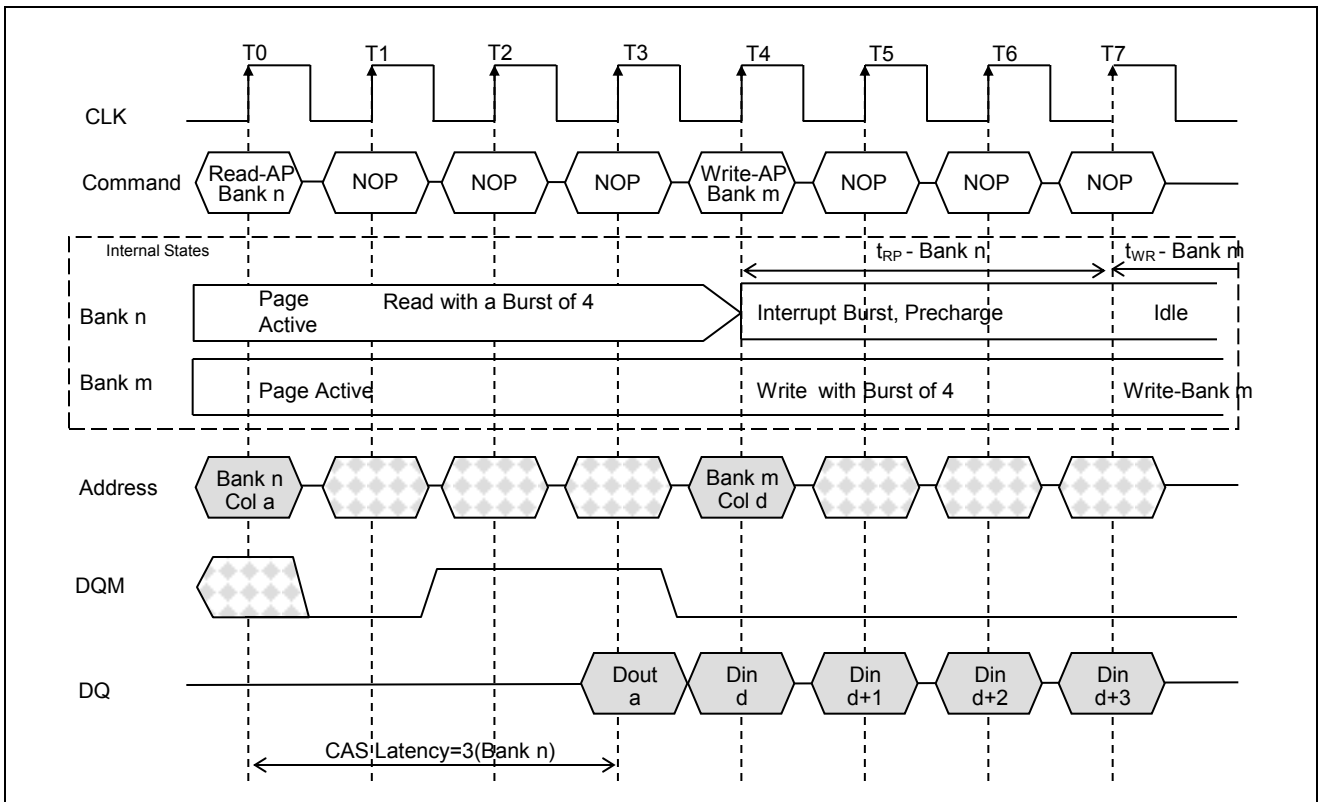 T0 T1 T2 T3 T4 T5 T6 T7
CLK
Command
Read-AP
Bank n
NOP
NOP
NOP
Write-AP
Bank m
NOP
NOP
NOP
Internal States
tRP - Bank n
tWR - Bank m
Bank n
Page
Active
Read with a Burst of 4
Interrupt Burst, Precharge
Idle
Bank m
Page Active
Write with Burst of 4
Write-Bank m
Address
Bank n
Col a
Bank m
Col d
DQM
DQ
Dout
a
Din
d
Din
d+1
Din
d+2
Din
d+3
CAS Latency=3(Bank n)